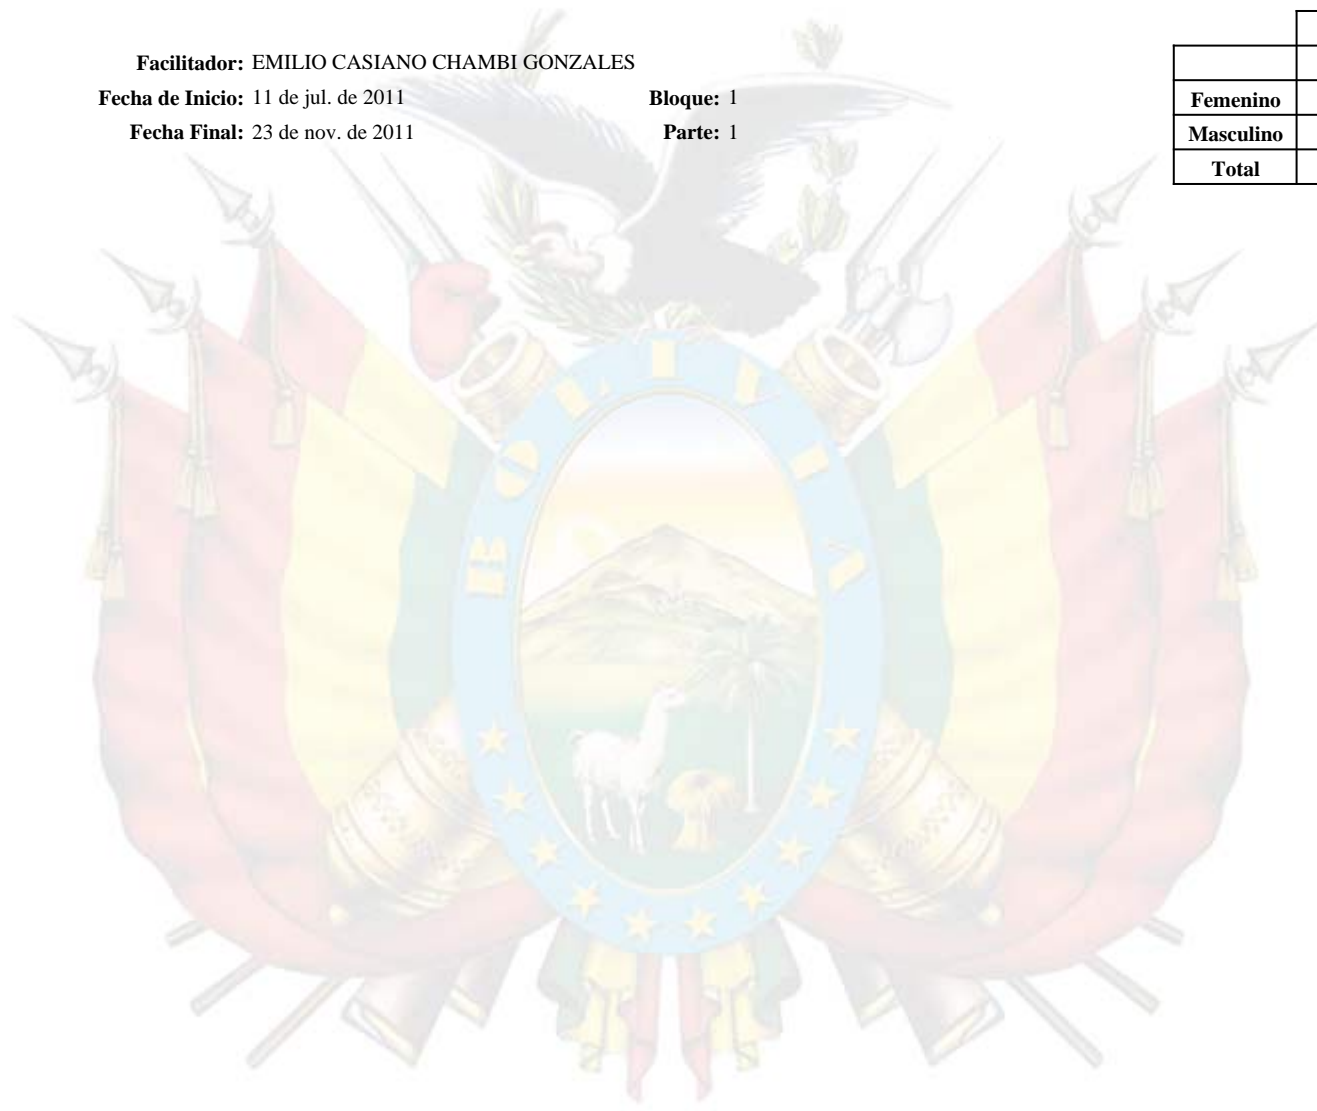 Facilitador: EMILIO CASIANO CHAMBI GONZALES
Fecha de Inicio: 11 de jul. de 2011 Bloque: 1
Fecha Final: 23 de nov. de 2011 Parte: 1
Femenino
Masculino
Total
BOLIVIA